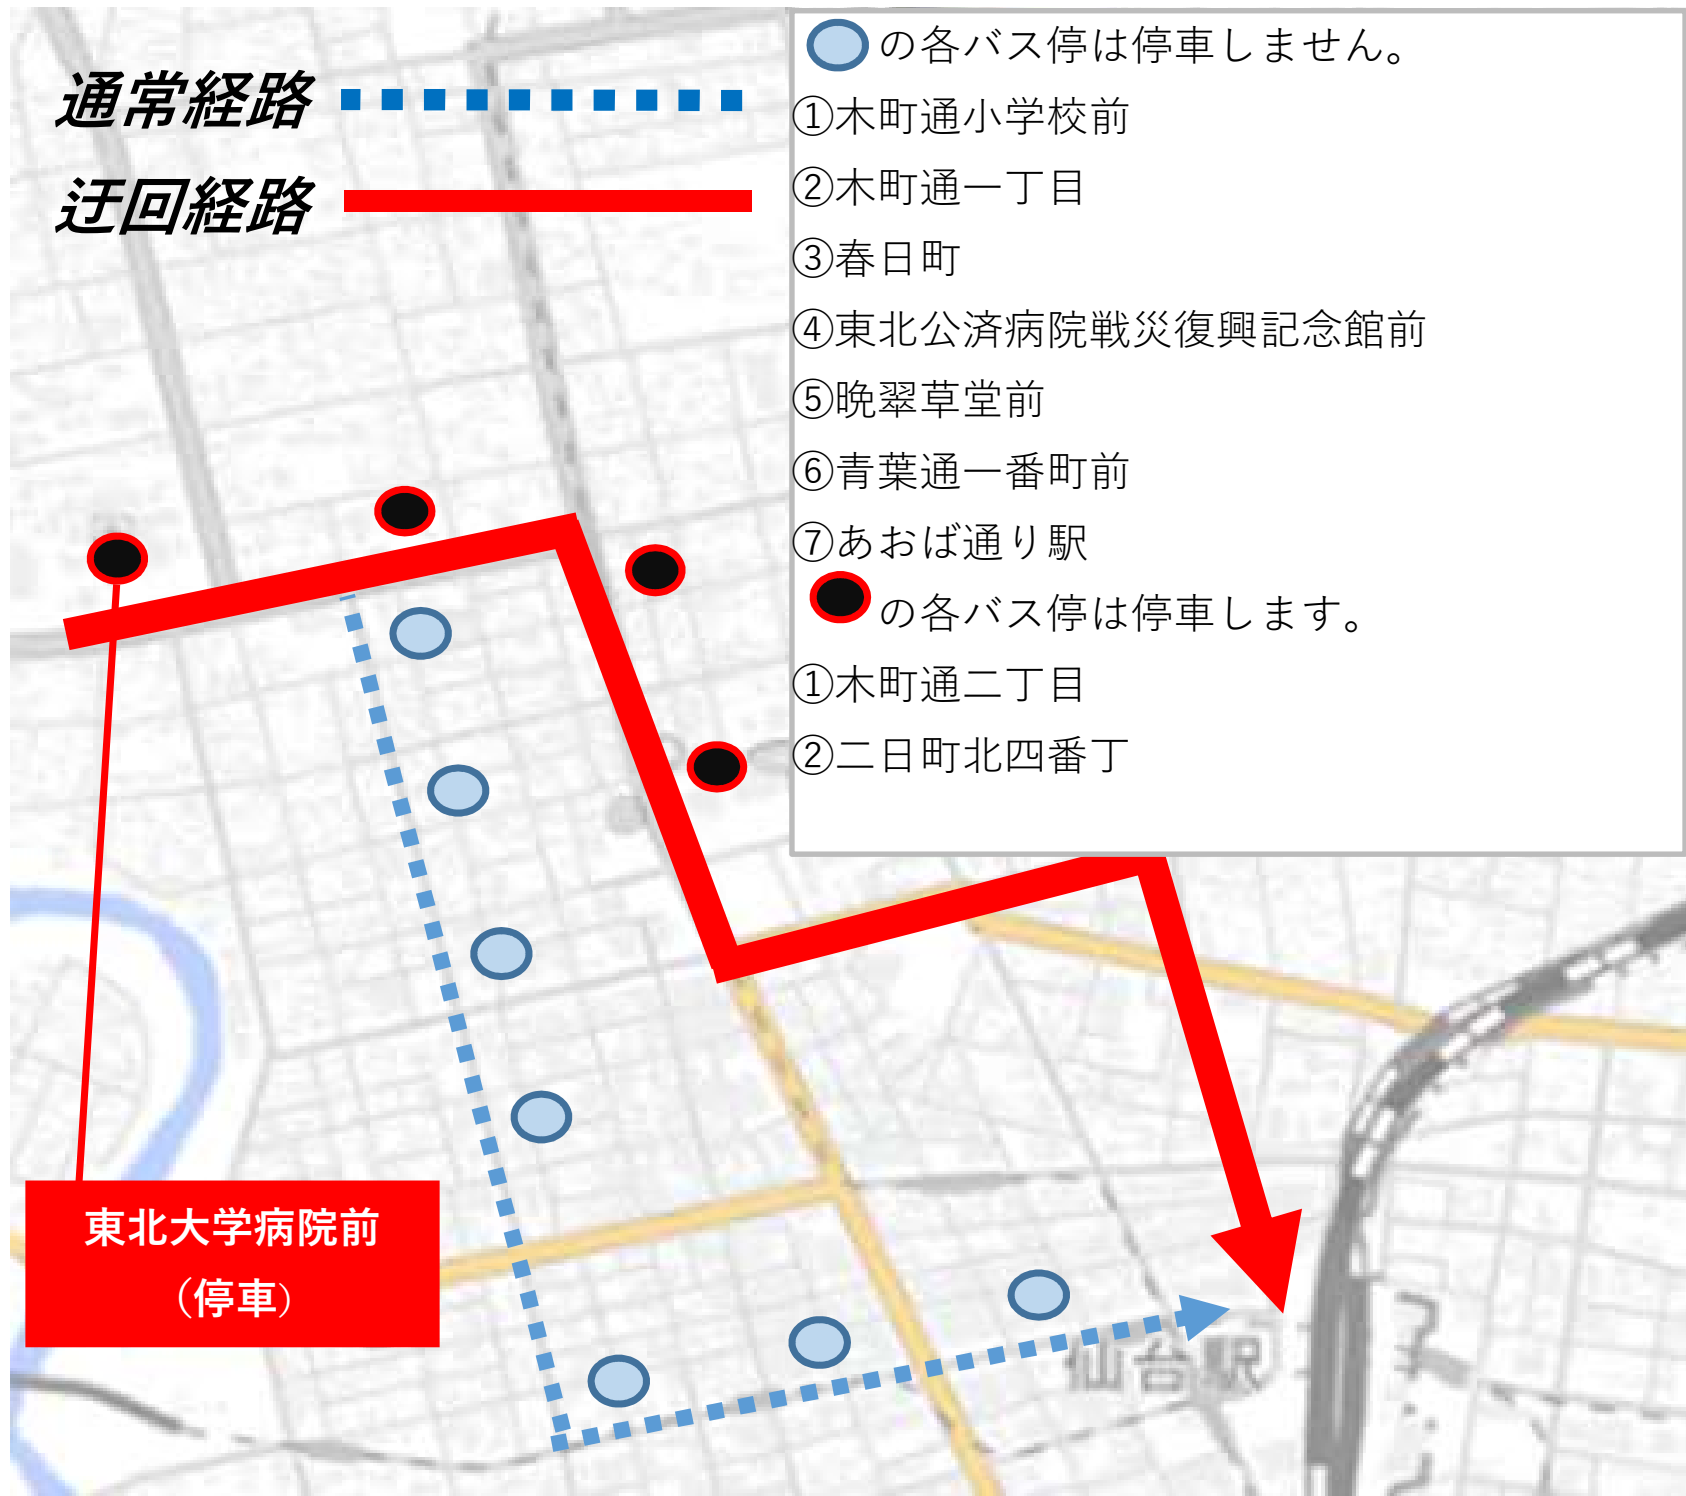 通常経路
迂回経路
の各バス停は停車しません。
①木町通小学校前
②木町通一丁目
③春日町
④東北公済病院戦災復興記念館前
⑤晩翠草堂前
⑥青葉通一番町前
⑦あおば通り駅
の各バス停は停車します。
①木町通二丁目
②二日町北四番丁
東北大学病院前
（停車）
仙台駅